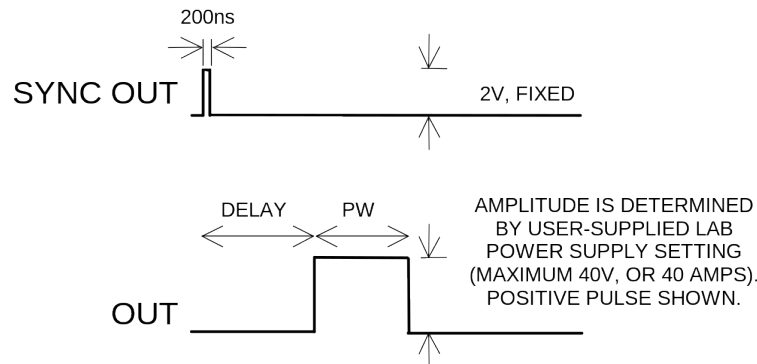 200ns
SYNC OUT
2V, FIXED
DELAY
PW
AMPLITUDE IS DETERMINED
BY USER-SUPPLIED LAB
POWER SUPPLY SETTING
(MAXIMUM 40V, OR 40 AMPS).
POSITIVE PULSE SHOWN.
OUT